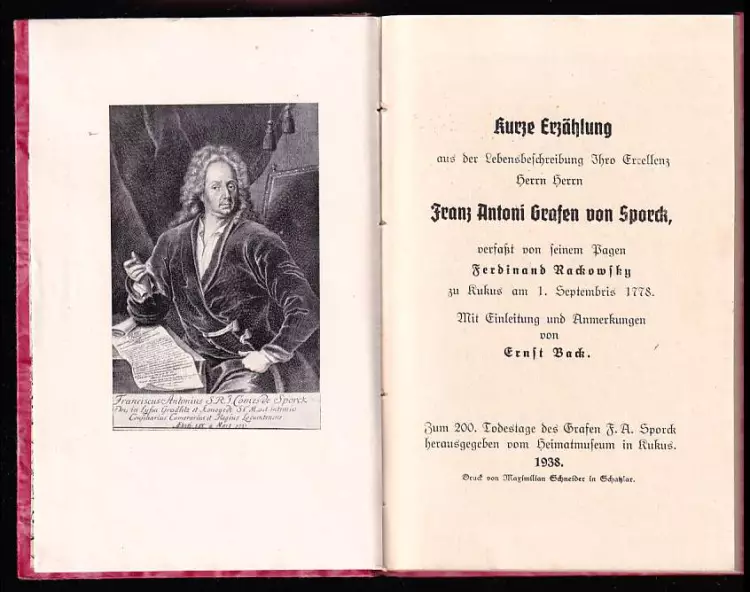 Franciscus Antonius S.R.I. Comes de Sporck
Kurze Erzählung
aus der Lebensbeschreibung Ihro Excellenz
Herrn Herrn
Franz Antoni Grafen von Sporck,
verfaßt von seinem Pagen
Ferdinand Rackowsky
zu Kukus am 1. Septembris 1778.
Mit Einleitung und Anmerkungen
von
Ernst Back.
Zum 200. Todestage des Grafen F. A. Sporck
herausgegeben vom Heimatmuseum in Kukus.
1938.
Druck von Maximilian Schneider in Schatzlar.